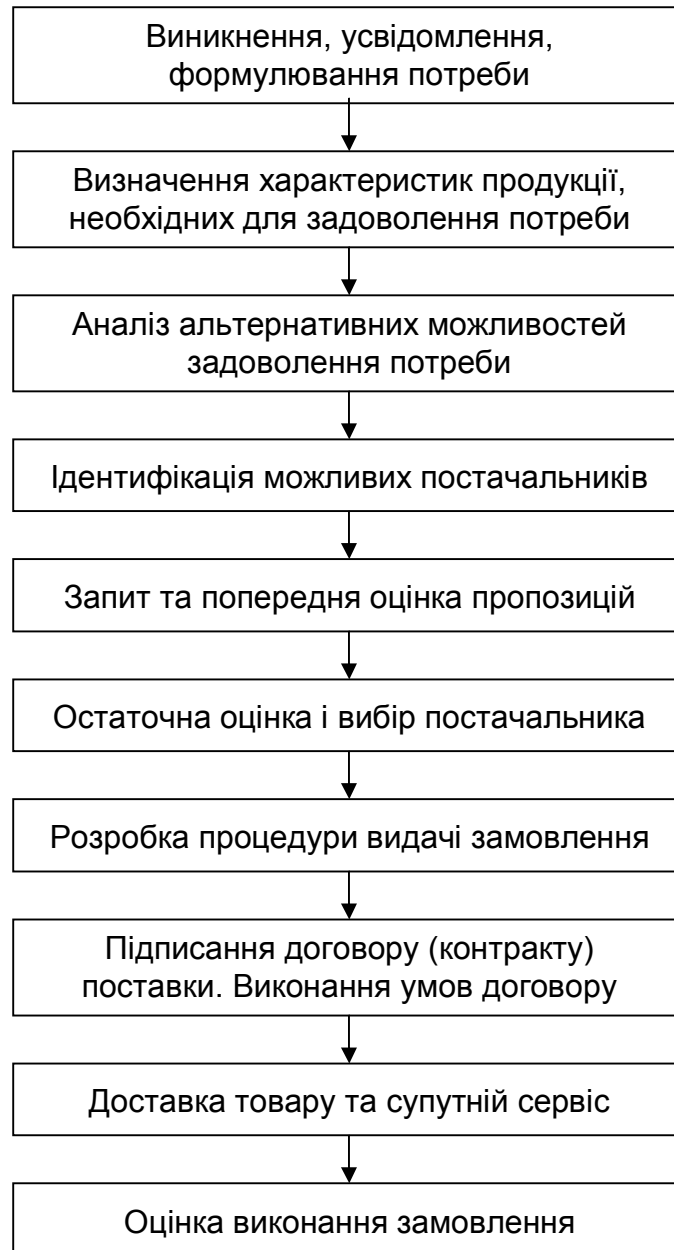 Виникнення, усвідомлення,
формулювання потреби
Визначення характеристик продукції,
необхідних для задоволення потреби
Аналіз альтернативних можливостей
задоволення потреби
Ідентифікація можливих постачальників
Запит та попередня оцінка пропозицій
Остаточна оцінка і вибір постачальника
Розробка процедури видачі замовлення
Підписання договору (контракту)
поставки. Виконання умов договору
Доставка товару та супутній сервіс
Оцінка виконання замовлення